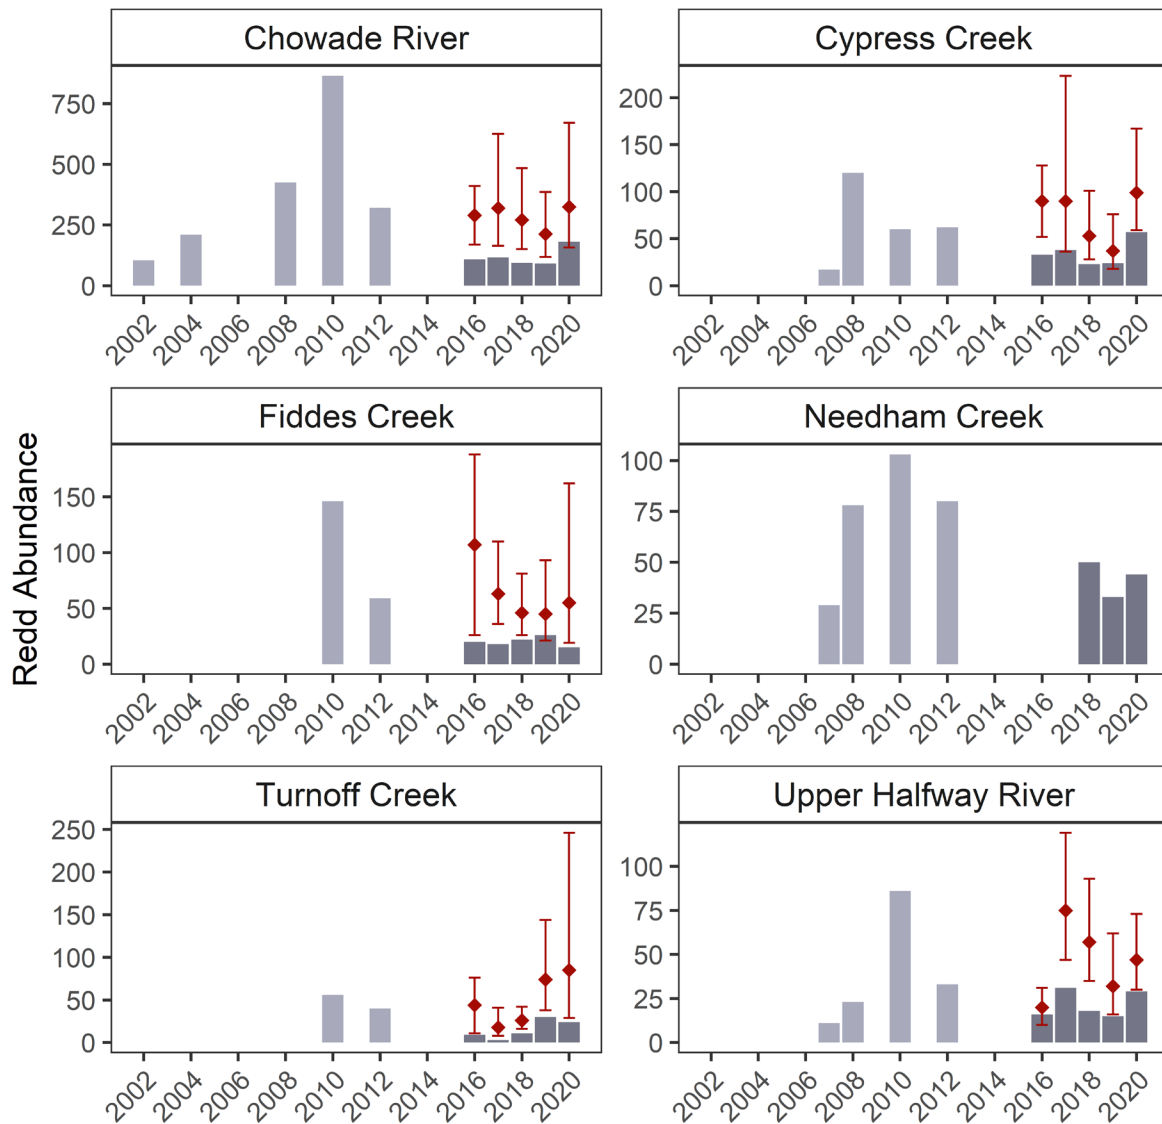 Chowade River
Cypress Creek
750
500
250
0
200
150
100
50
0
2002 2004 2006 2008 2010 2012 2014 2016 2018 2020
2002 2004 2006 2008 2010 2012 2014 2016 2018 2020
Redd Abundance
Fiddes Creek
Needham Creek
150
100
50
0
100
75
50
25
0
2002 2004 2006 2008 2010 2012 2014 2016 2018 2020
2002 2004 2006 2008 2010 2012 2014 2016 2018 2020
Turnoff Creek
Upper Halfway River
250
200
150
100
50
0
100
75
50
25
0
2002 2004 2006 2008 2010 2012 2014 2016 2018 2020
2002 2004 2006 2008 2010 2012 2014 2016 2018 2020